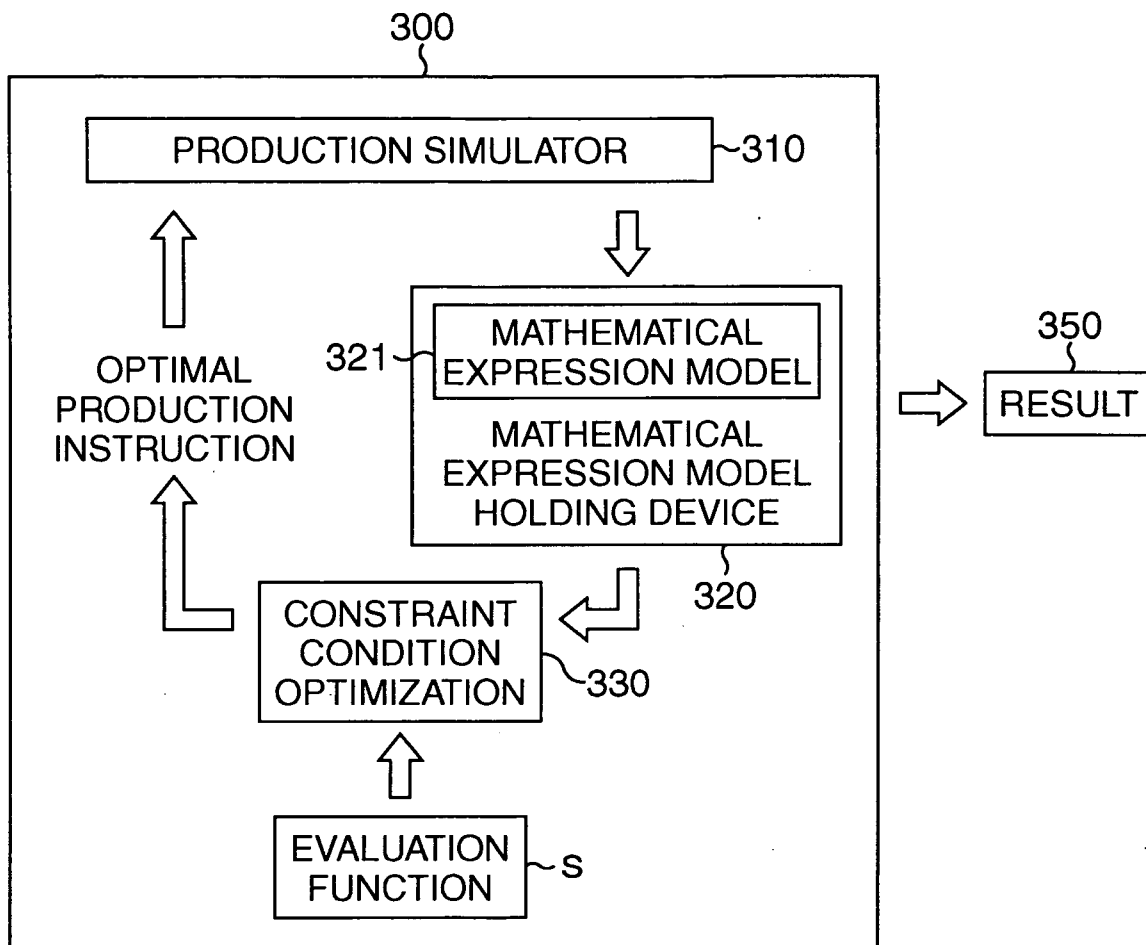 300
PRODUCTION SIMULATOR
310
MATHEMATICAL
EXPRESSION MODEL
321
MATHEMATICAL
EXPRESSION MODEL
HOLDING DEVICE
320
350
RESULT
OPTIMAL
PRODUCTION
INSTRUCTION
CONSTRAINT
CONDITION
OPTIMIZATION
330
EVALUATION
FUNCTION
S